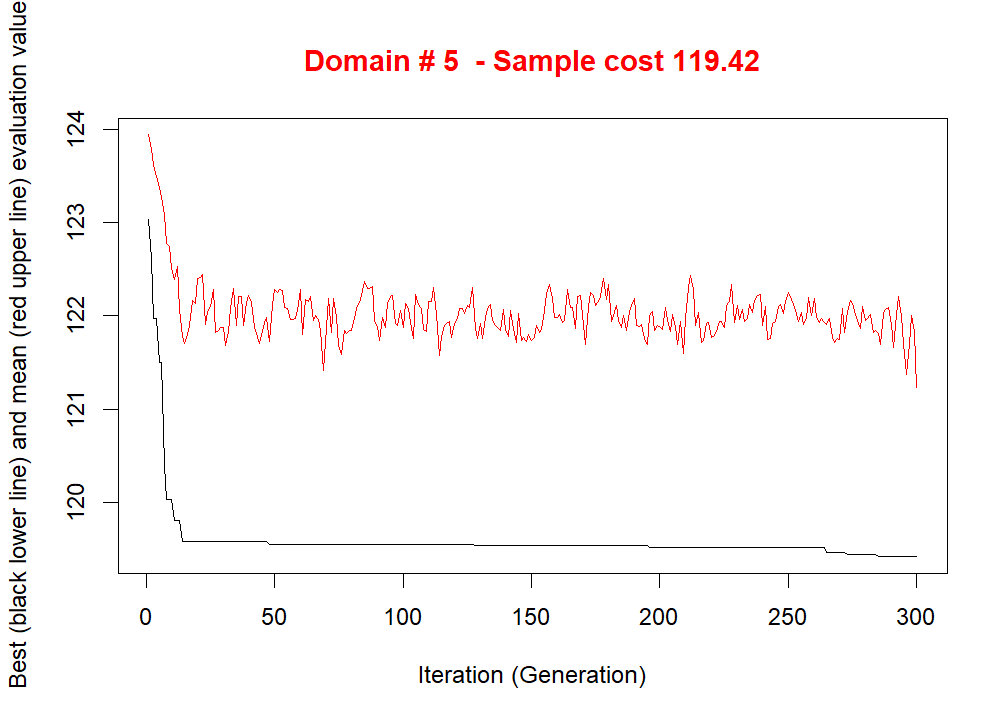 Domain # 5  - Sample cost 119.42
Best (black lower line) and mean (red upper line) evaluation value
124
123
122
121
120
0 50 100 150 200 250 300
Iteration (Generation)